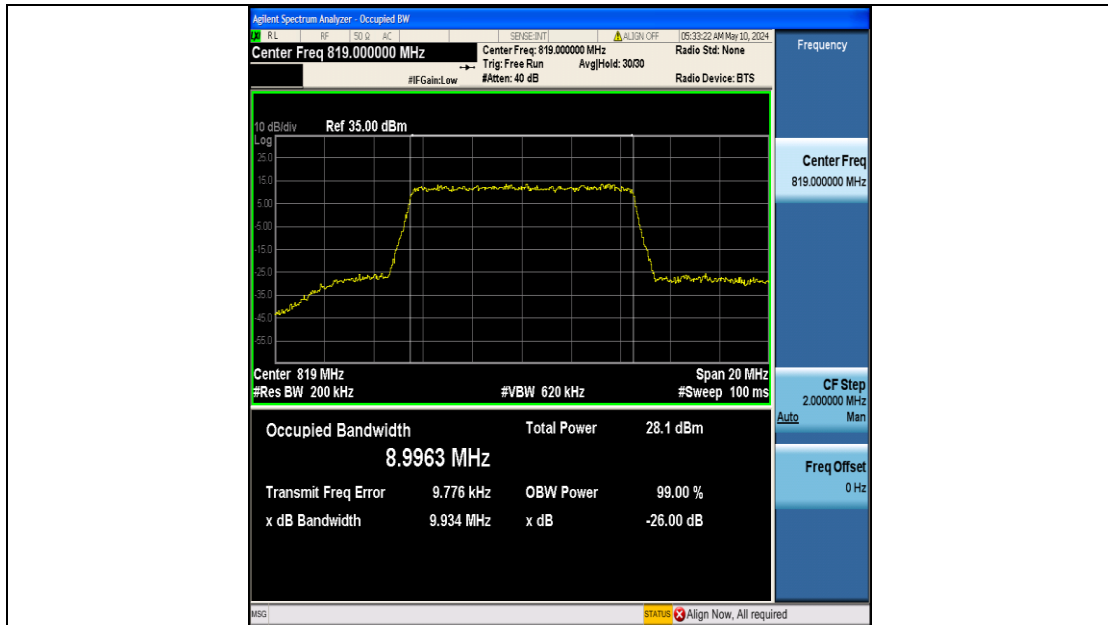 Agilent Spectrum Analyzer - Occupied BW
RL RF 50 Ω AC SENSE:INT ALIGN OFF 05:33:22 AM May 10, 2024
Center Freq 819.000000 MHz
Center Freq: 819.000000 MHz Radio Std: None
Trig: Free Run Avg|Hold: 30/30
#IFGain:Low #Atten: 40 dB Radio Device: BTS
10 dB/div Ref 35.00 dBm
Log
25.0
15.0
5.00
-5.00
-15.0
-25.0
-35.0
-45.0
-55.0
Center 819 MHz Span 20 MHz
#Res BW 200 kHz #VBW 620 kHz #Sweep 100 ms
Occupied Bandwidth Total Power 28.1 dBm
8.9963 MHz
Transmit Freq Error 9.776 kHz OBW Power 99.00 %
x dB Bandwidth 9.934 MHz x dB -26.00 dB
MSG STATUS Align Now, All required
Frequency
Center Freq
819.000000 MHz
CF Step
2.000000 MHz
Auto Man
Freq Offset
0 Hz